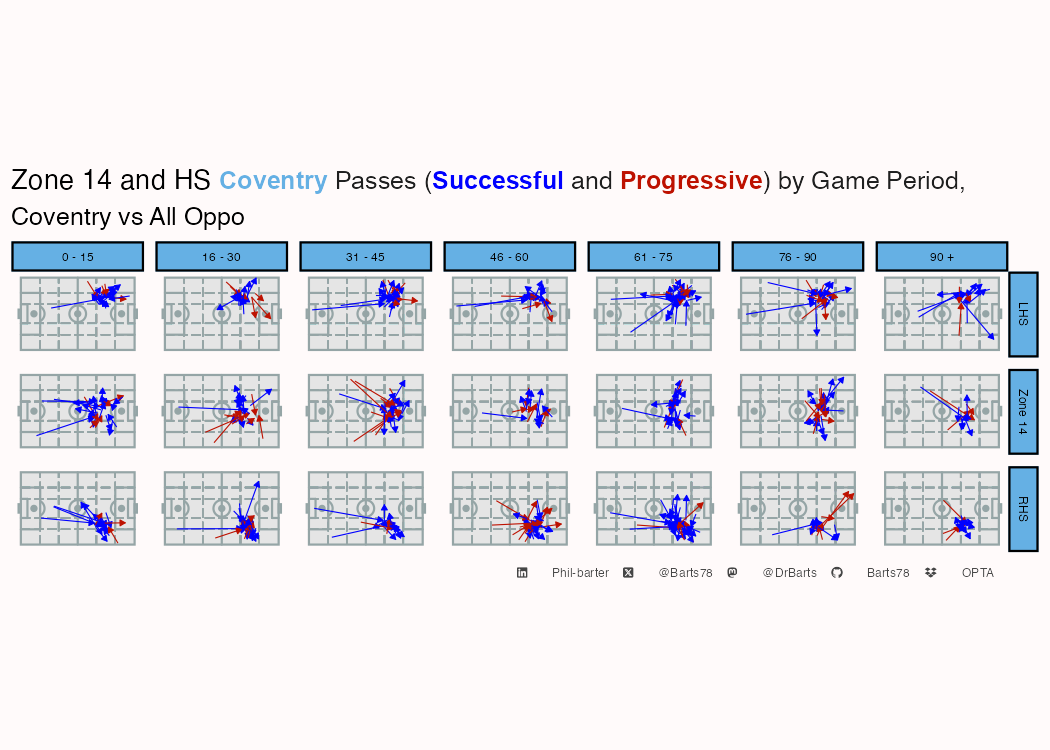 Zone 14 and HS Coventry Passes (Successful and Progressive) by Game Period,
Coventry vs All Oppo
0 - 15 16 - 30 31 - 45 46 - 60 61 - 75 76 - 90 90 +
LHS
Zone 14
RHS
Phil-barter @Barts78 @DrBarts Barts78 OPTA